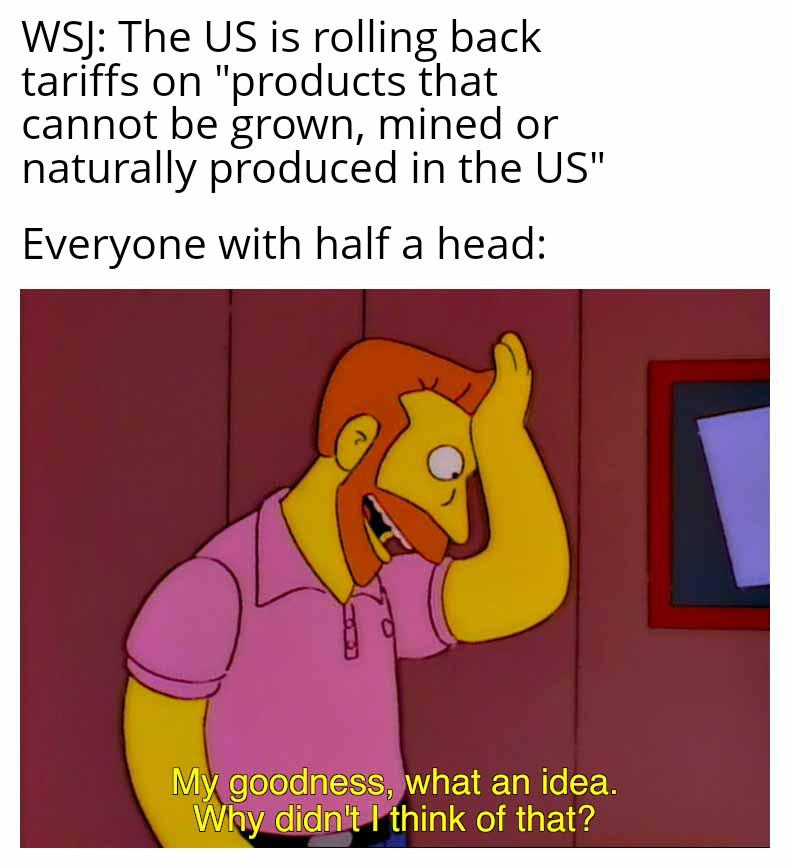 WSJ: The US is rolling back
tariffs on "products that
cannot be grown, mined or
naturally produced in the US"
Everyone with half a head:
My goodness, what an idea.
Why didn't I think of that?